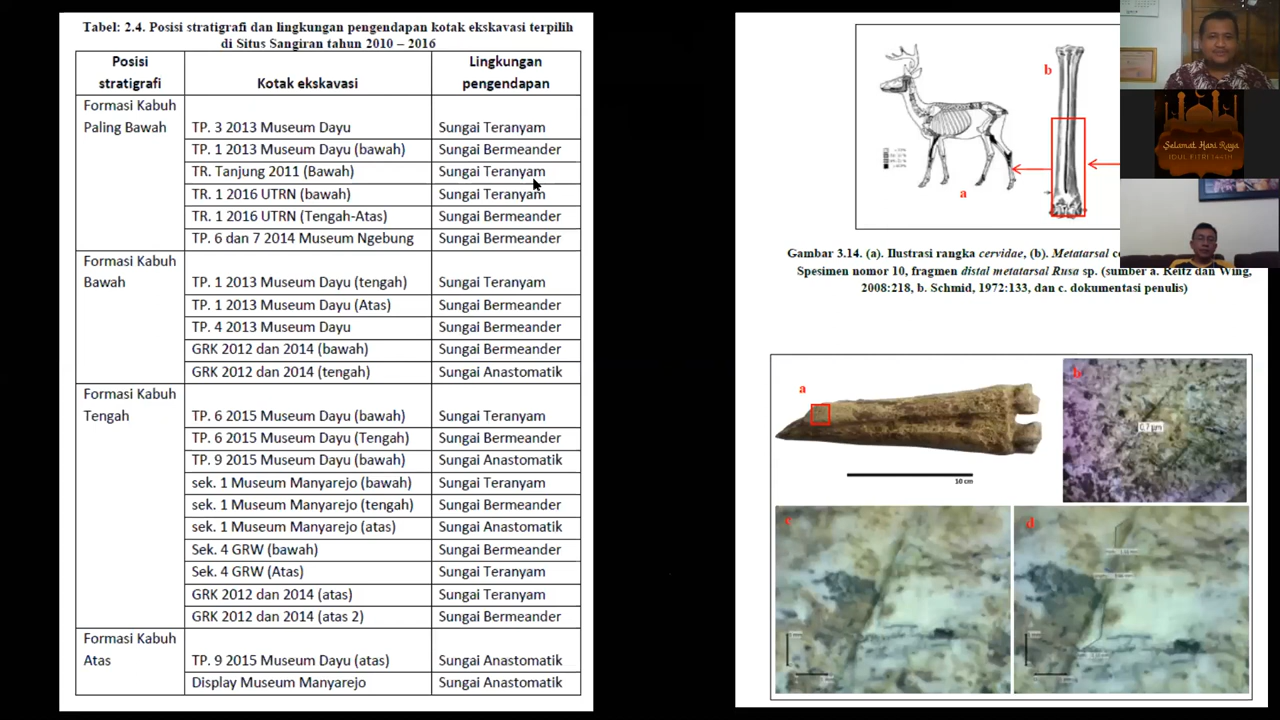 Tabel: 2.4. Posisi stratigrafi dan lingkungan pengendapan kotak ekskavasi terpilih
di Situs Sangiran tahun 2010 – 2016
Posisi stratigrafi Kotak ekskavasi Lingkungan pengendapan
Formasi Kabuh Paling Bawah
TP. 3 2013 Museum Dayu Sungai Teranyam
TP. 1 2013 Museum Dayu (bawah) Sungai Bermeander
TR. Tanjung 2011 (Bawah) Sungai Teranyam
TR. 1 2016 UTRN (bawah) Sungai Teranyam
TR. 1 2016 UTRN (Tengah-Atas) Sungai Bermeander
TP. 6 dan 7 2014 Museum Ngebung Sungai Bermeander
Formasi Kabuh Bawah
TP. 1 2013 Museum Dayu (tengah) Sungai Teranyam
TP. 1 2013 Museum Dayu (Atas) Sungai Bermeander
TP. 4 2013 Museum Dayu Sungai Bermeander
GRK 2012 dan 2014 (bawah) Sungai Bermeander
GRK 2012 dan 2014 (tengah) Sungai Anastomatik
Formasi Kabuh Tengah
TP. 6 2015 Museum Dayu (bawah) Sungai Teranyam
TP. 6 2015 Museum Dayu (Tengah) Sungai Bermeander
TP. 9 2015 Museum Dayu (bawah) Sungai Anastomatik
sek. 1 Museum Manyarejo (bawah) Sungai Teranyam
sek. 1 Museum Manyarejo (tengah) Sungai Bermeander
sek. 1 Museum Manyarejo (atas) Sungai Anastomatik
Sek. 4 GRW (bawah) Sungai Bermeander
Sek. 4 GRW (Atas) Sungai Teranyam
GRK 2012 dan 2014 (atas) Sungai Teranyam
GRK 2012 dan 2014 (atas 2) Sungai Bermeander
Formasi Kabuh Atas
TP. 9 2015 Museum Dayu (atas) Sungai Anastomatik
Display Museum Manyarejo Sungai Anastomatik
a
b
Gambar 3.14. (a). Ilustrasi rangka cervidae, (b). Metatarsal
Spesimen nomor 10, fragmen distal metatarsal Rusa sp. (sumber a. Reitz dan Wing,
2008:218, b. Schmid, 1972:133, dan c. dokumentasi penulis)
a
10 cm
b
c
d
Selamat Hari Raya
IDUL FITRI 1441H